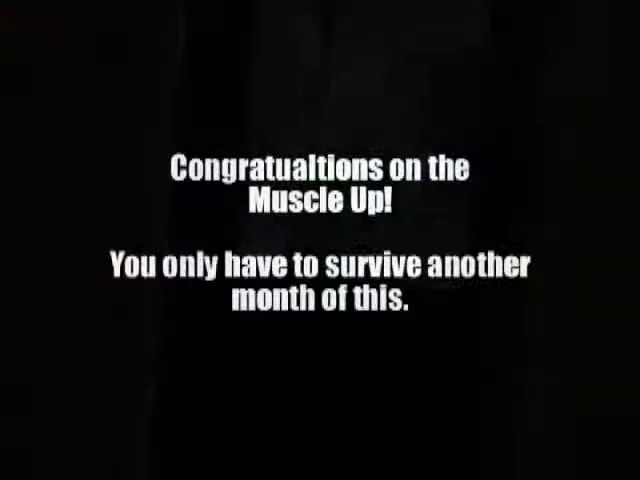 Congratualtions on the
Muscle Up!
You only have to survive another
month of this.